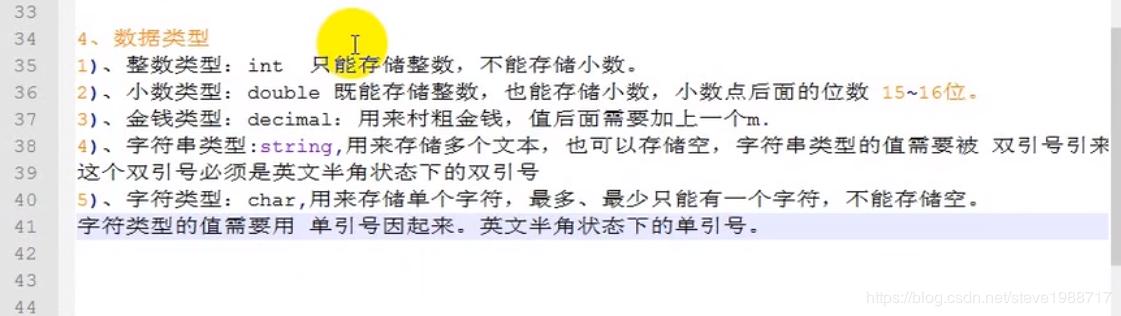 33
34 4、数据类型
35 1)、整数类型：int 只能存储整数，不能存储小数。
36 2)、小数类型：double 既能存储整数，也能存储小数，小数点后面的位数 15~16位。
37 3)、金钱类型：decimal：用来村粗金钱，值后面需要加上一个m.
38 4)、字符串类型:string,用来存储多个文本，也可以存储空，字符串类型的值需要被 双引号引来
39 这个双引号必须是英文半角状态下的双引号
40 5)、字符类型：char,用来存储单个字符，最多、最少只能有一个字符，不能存储空。
41 字符类型的值需要用 单引号因起来。英文半角状态下的单引号。
42
43
44
https://blog.csdn.net/steve1988717